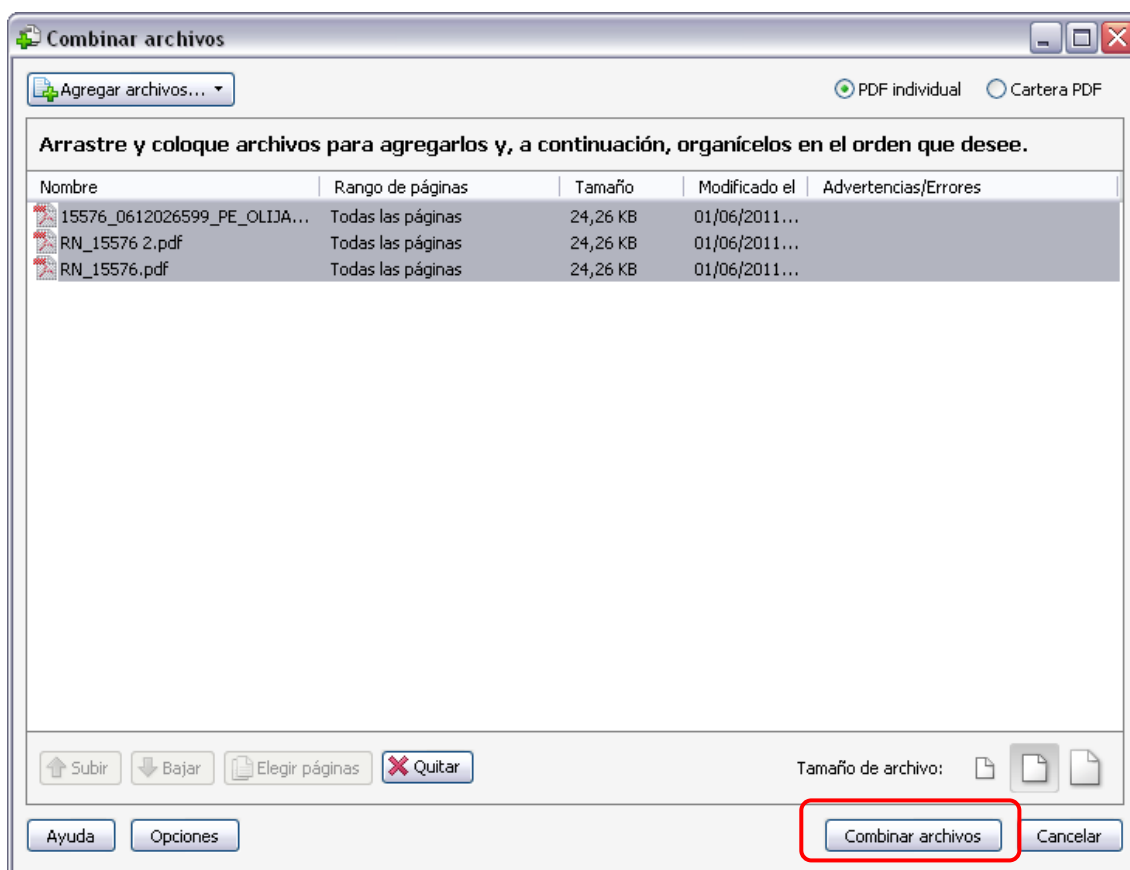 Combinar archivos
Agregar archivos... PDF individual Cartera PDF
Arrastre y coloque archivos para agregarlos y, a continuación, organícelos en el orden que desee.
Nombre Rango de páginas Tamaño Modificado el Advertencias/Errores
15576_0612026599_PE_OLIJA... Todas las páginas 24,26 KB 01/06/2011...
RN_15576 2.pdf Todas las páginas 24,26 KB 01/06/2011...
RN_15576.pdf Todas las páginas 24,26 KB 01/06/2011...
Subir Bajar Elegir páginas Quitar Tamaño de archivo:
Ayuda Opciones Combinar archivos Cancelar